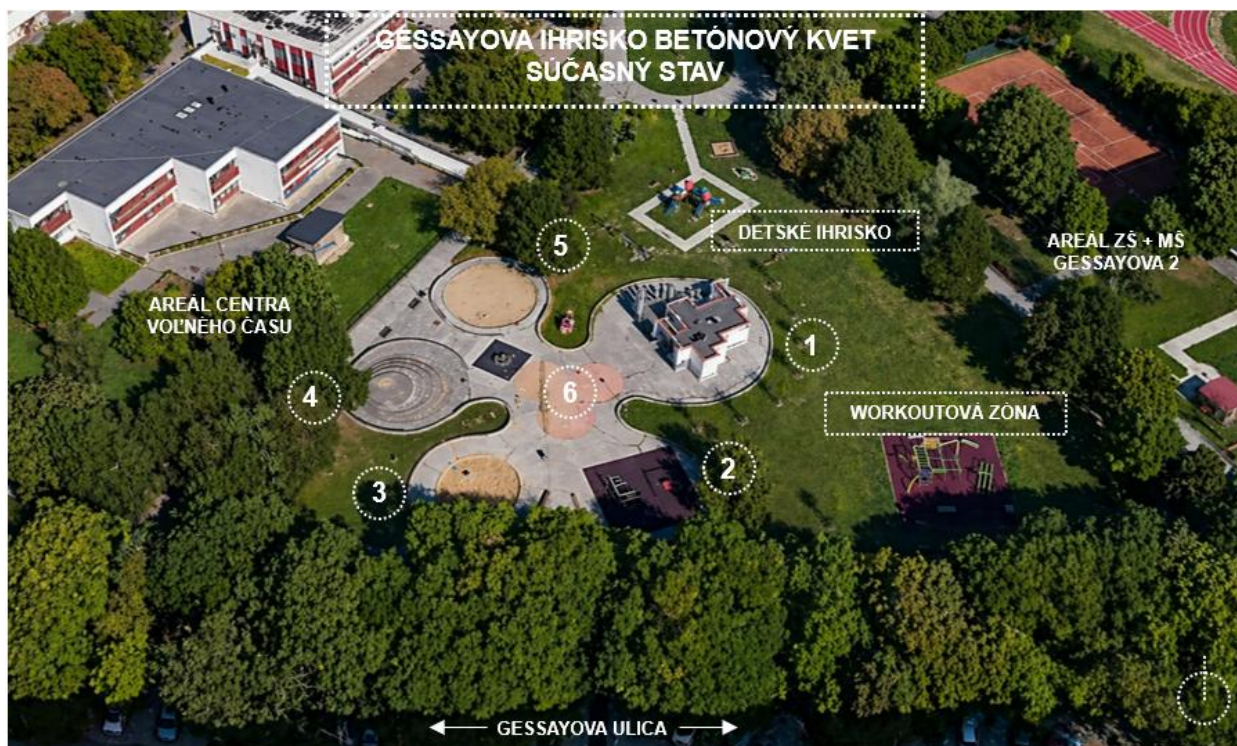 GESSAYOVA IHRISKO BETÓNOVÝ KVET
SÚČASNÝ STAV
5
DETSKÉ IHRISKO
AREÁL ZŠ + MŠ
GESSAYOVA 2
AREÁL CENTRA
VOĽNÉHO ČASU
1
4
6
WORKOUTOVÁ ZÓNA
2
3
GESSAYOVA ULICA